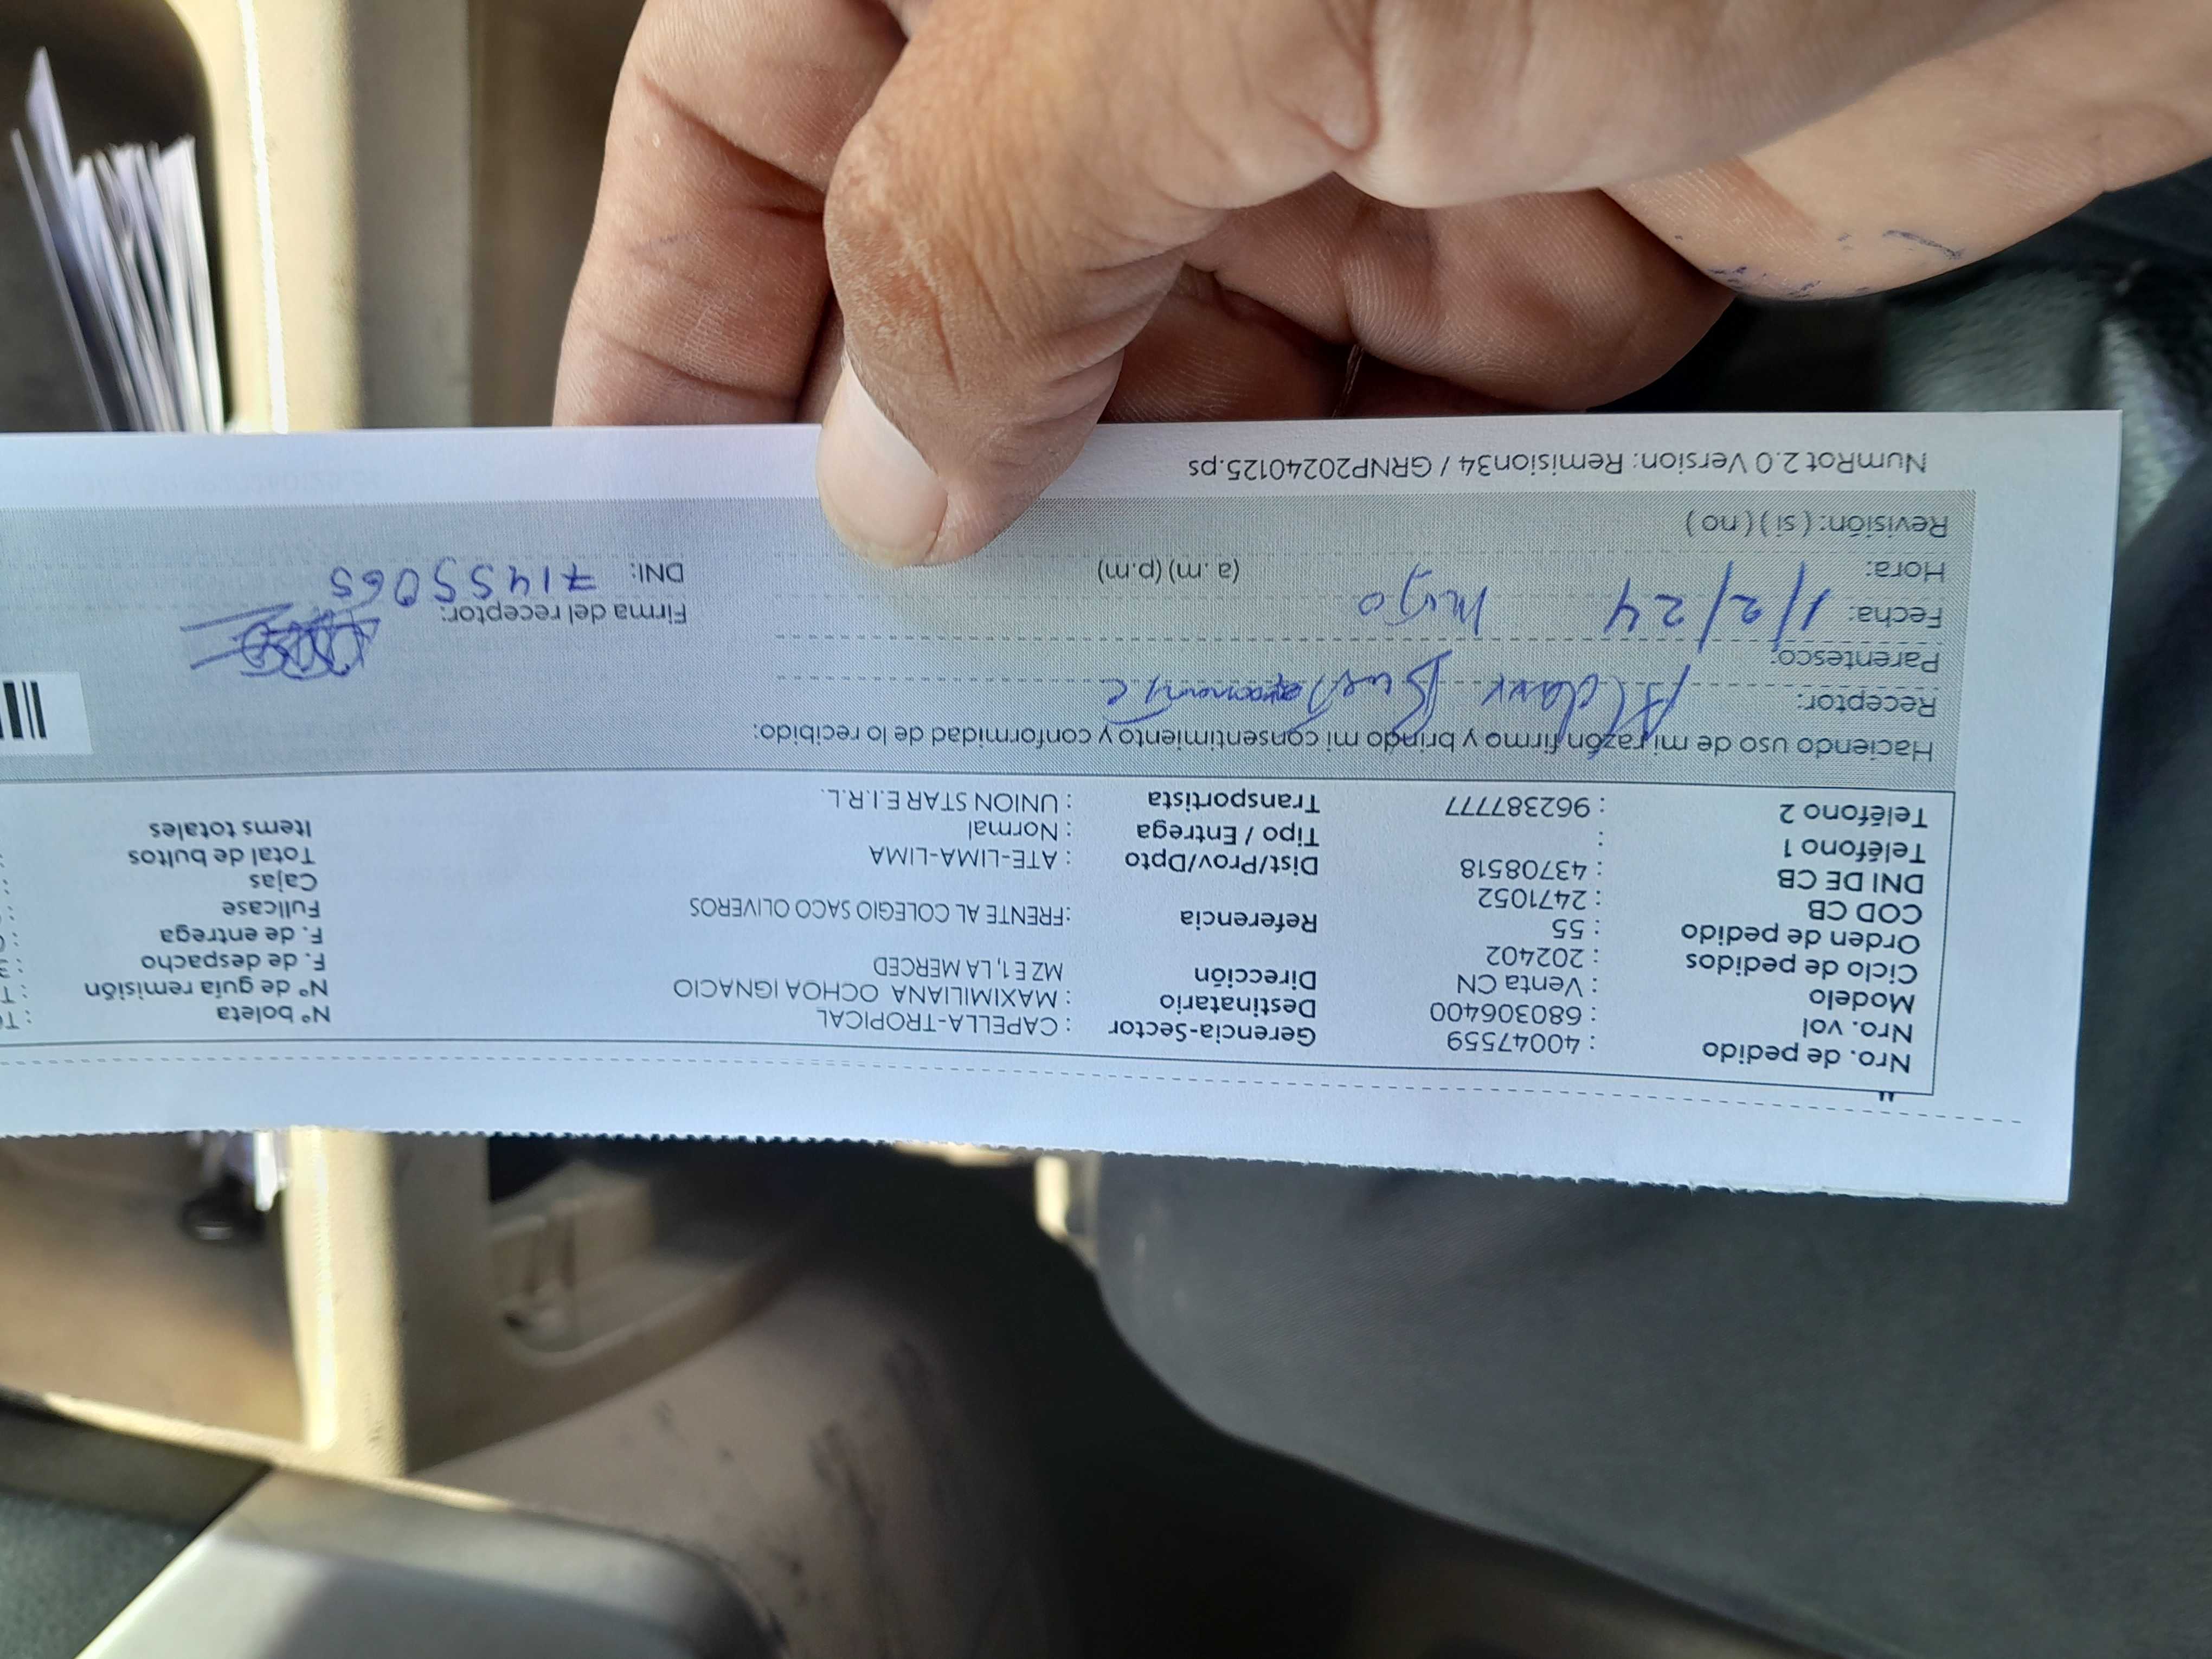 Nro. de pedido : 40047559 Gerencia-Sector : CAPELLA-TROPICAL N° boleta
Nro. vol : 680306400 Destinatario : MAXIMILIANA OCHOA IGNACIO N° de guía remisión
Modelo : Venta CN Dirección MZ E 1, LA MERCED F. de despacho
Ciclo de pedidos : 202402 F. de entrega
Orden de pedido : 55 Referencia :FRENTE AL COLEGIO SACO OLIVEROS Fullcase
COD CB : 2471052 Cajas
DNI DE CB : 43708518 Dist/Prov/Dpto : ATE-LIMA-LIMA Total de bultos
Teléfono 1 : Tipo / Entrega : Normal Items totales
Teléfono 2 : 962387777 Transportista : UNION STAR E.I.R.L.
Haciendo uso de mi razón firmo y brindo mi consentimiento y conformidad de lo recibido:
Receptor:
Parentesco:
Fecha: 1/2/24 Firma del receptor:
Hora: (a. m) (p.m) DNI: 71455065
Revisión: ( si ) ( no )
NumRot 2.0 Version: Remision34 / GRNP20240125.ps